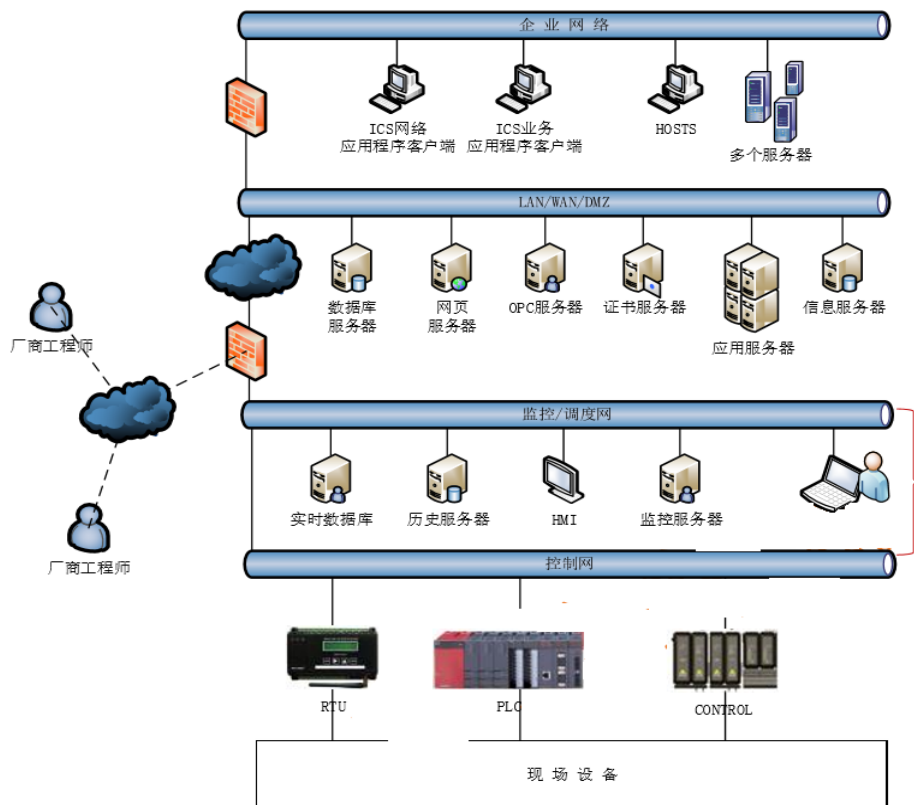 企 业 网 络
ICS网络
应用程序客户端
ICS业务
应用程序客户端
HOSTS
多个服务器
LAN/WAN/DMZ
数据库
服务器
网页
服务器
OPC服务器
证书服务器
应用服务器
信息服务器
厂商工程师
厂商工程师
监控/调度网
实时数据库
历史服务器
HMI
监控服务器
控制网
RTU
PLC
CONTROL
现 场 设 备